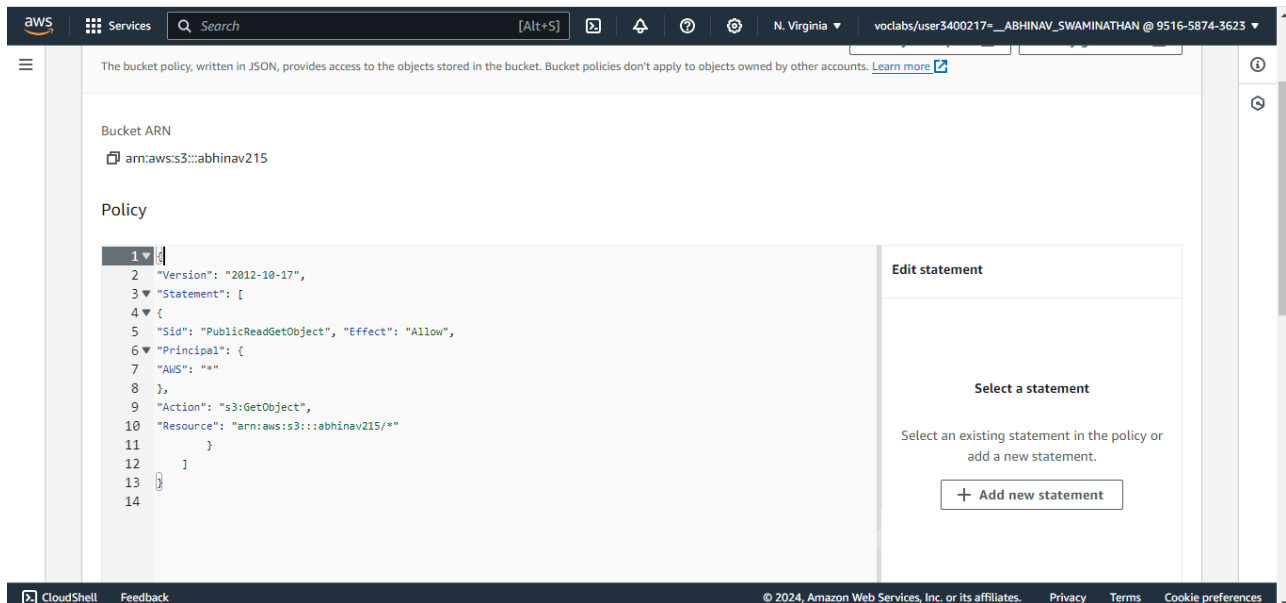 aws Services Search [Alt+S] N. Virginia ▼ voclabs/user3400217=__ABHINAV_SWAMINATHAN @ 9516-5874-3623 ▼
The bucket policy, written in JSON, provides access to the objects stored in the bucket. Bucket policies don't apply to objects owned by other accounts. Learn more
Bucket ARN
arn:aws:s3:::abhinav215
Policy
1 {
2 "Version": "2012-10-17",
3 "Statement": [
4 {
5 "Sid": "PublicReadGetObject", "Effect": "Allow",
6 "Principal": {
7 "AWS": "*"
8 },
9 "Action": "s3:GetObject",
10 "Resource": "arn:aws:s3:::abhinav215/*"
11 }
12 ]
13 }
14
Edit statement
Select a statement
Select an existing statement in the policy or
add a new statement.
+ Add new statement
CloudShell Feedback © 2024, Amazon Web Services, Inc. or its affiliates. Privacy Terms Cookie preferences